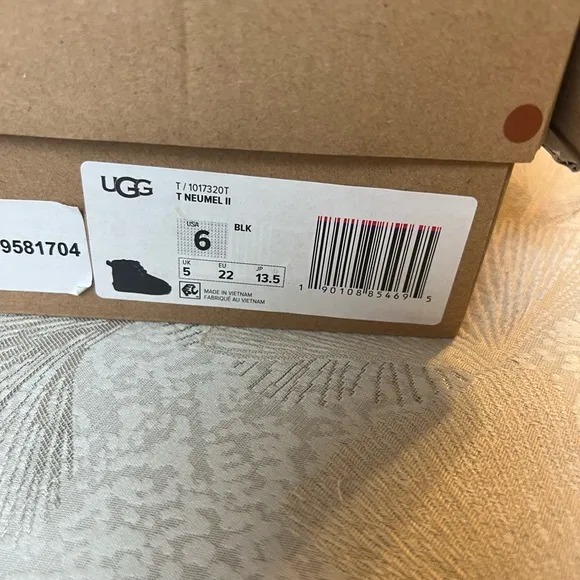 UGG
T / 1017320T
T NEUMEL II
USA
6
BLK
UK
5
EU
22
JP
13.5
MADE IN VIETNAM
FABRIQUÉ AU VIETNAM
1 90108 85469 5
9581704